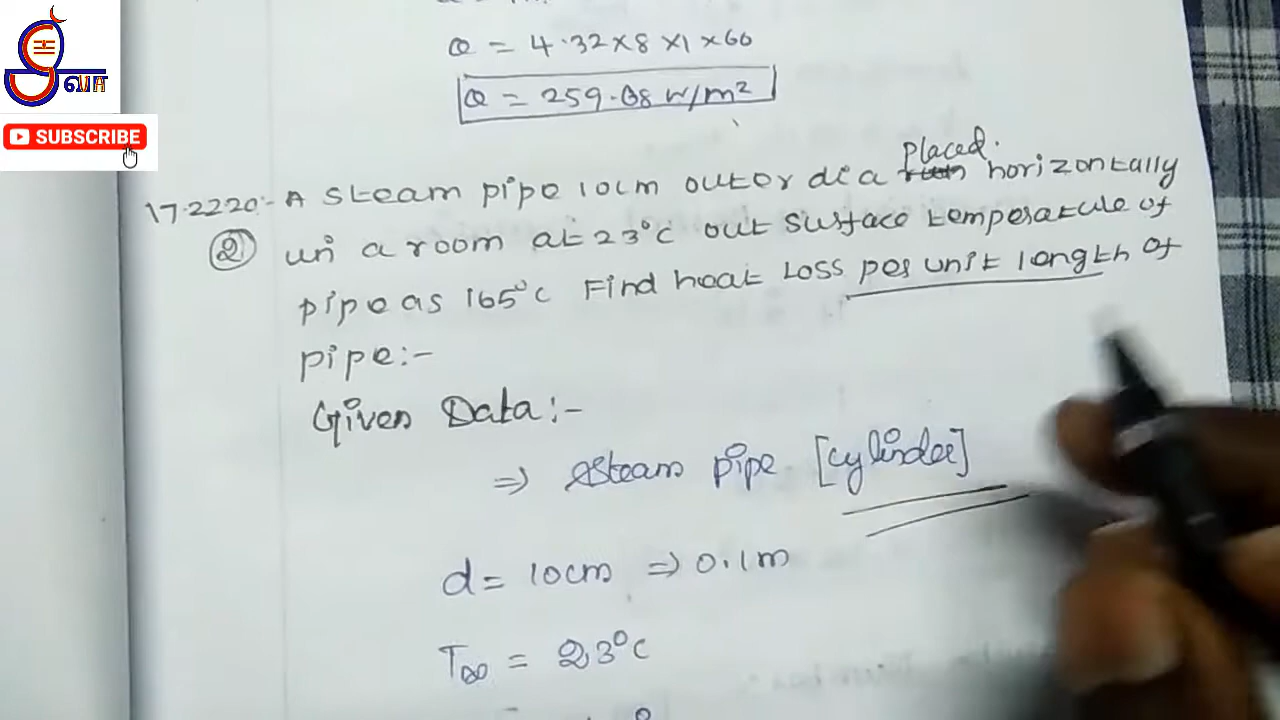 Q = 4.32×8×1×60
Q = 259.08 W/m²
சிவா
SUBSCRIBE
17.2220:- A steam pipe 10cm outer dia placed. horizontally
② un a room at 23°C out surface temperature of
pipe as 165°C Find heat Loss per unit length of
pipe:-
Given Data:-
⇒ Steam pipe [cylinder]
d = 10cm ⇒ 0.1m
T∞ = 23°C